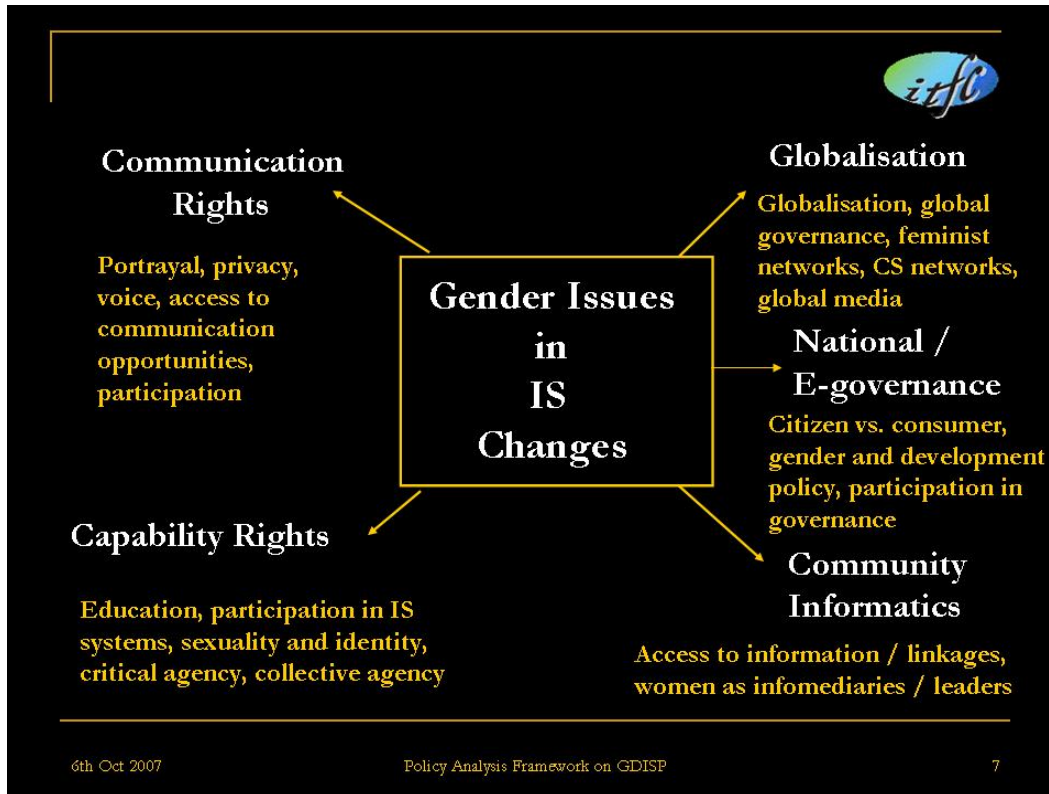 itfC
Communication
Rights
Portrayal, privacy,
voice, access to
communication
opportunities,
participation
Capability Rights
Education, participation in IS
systems, sexuality and identity,
critical agency, collective agency
Gender Issues
in
IS
Changes
Globalisation
Globalisation, global
governance, feminist
networks, CS networks,
global media
National /
E-governance
Citizen vs. consumer,
gender and development
policy, participation in
governance
Community
Informatics
Access to information / linkages,
women as infomediaries / leaders
6th Oct 2007
Policy Analysis Framework on GDISP
7